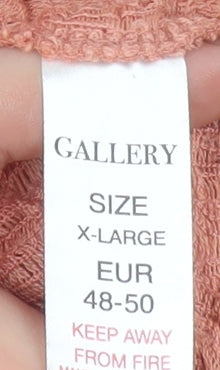 GALLERY
SIZE
X-LARGE
EUR
48-50
KEEP AWAY
FROM FIRE